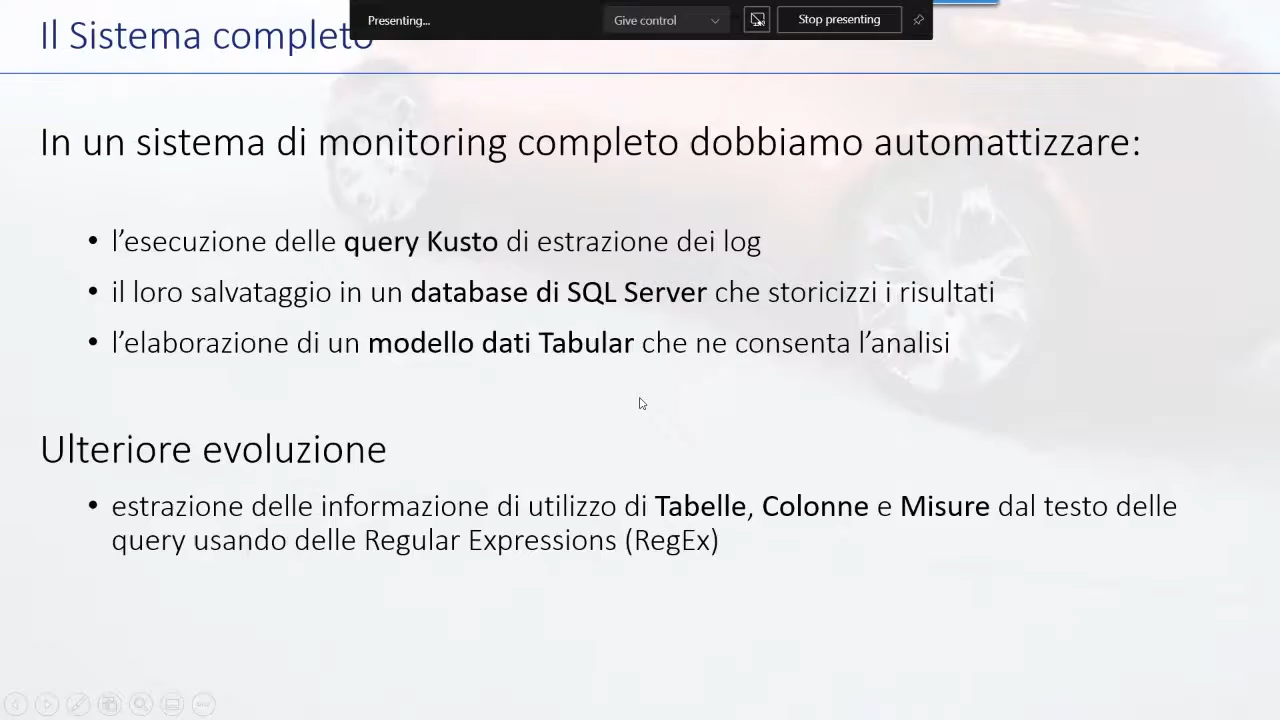 Presenting...
Give control
Stop presenting
Il Sistema completo
In un sistema di monitoring completo dobbiamo automattizzare:
• l’esecuzione delle query Kusto di estrazione dei log
• il loro salvataggio in un database di SQL Server che storicizzi i risultati
• l’elaborazione di un modello dati Tabular che ne consenta l’analisi
Ulteriore evoluzione
• estrazione delle informazione di utilizzo di Tabelle, Colonne e Misure dal testo delle
query usando delle Regular Expressions (RegEx)